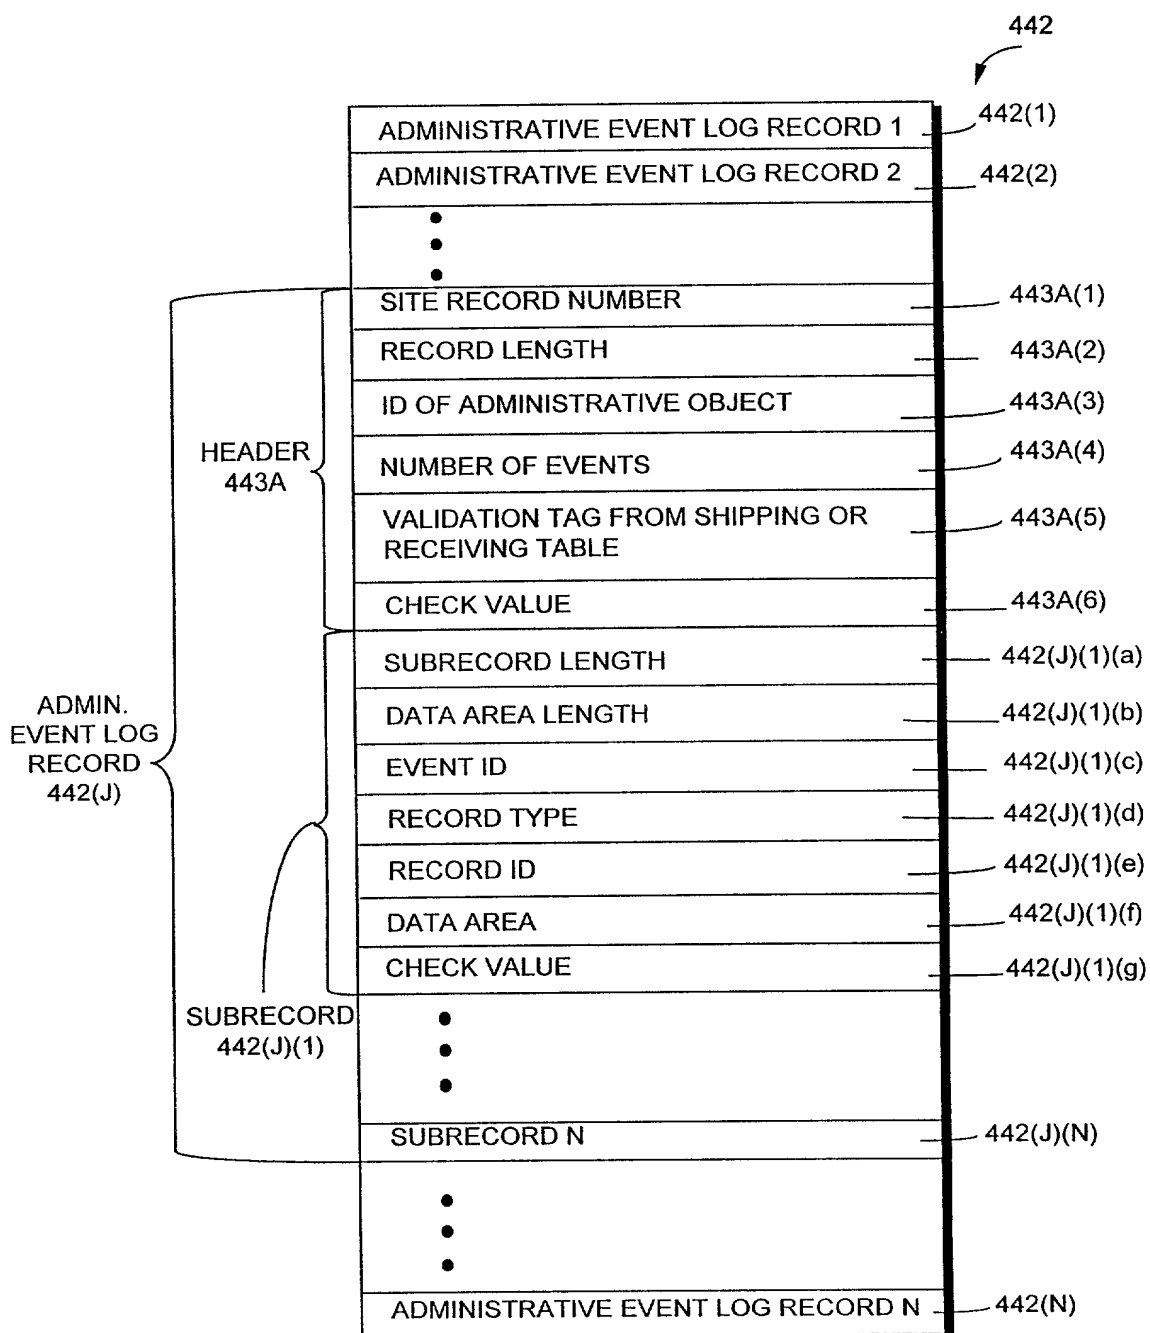 442
ADMINISTRATIVE EVENT LOG RECORD 1
442(1)
ADMINISTRATIVE EVENT LOG RECORD 2
442(2)
SITE RECORD NUMBER
443A(1)
RECORD LENGTH
443A(2)
ID OF ADMINISTRATIVE OBJECT
443A(3)
HEADER
443A
NUMBER OF EVENTS
443A(4)
VALIDATION TAG FROM SHIPPING OR
RECEIVING TABLE
443A(5)
CHECK VALUE
443A(6)
SUBRECORD LENGTH
442(J)(1)(a)
ADMIN.
EVENT LOG
RECORD
442(J)
DATA AREA LENGTH
442(J)(1)(b)
EVENT ID
442(J)(1)(c)
RECORD TYPE
442(J)(1)(d)
RECORD ID
442(J)(1)(e)
DATA AREA
442(J)(1)(f)
CHECK VALUE
442(J)(1)(g)
SUBRECORD
442(J)(1)
SUBRECORD N
442(J)(N)
ADMINISTRATIVE EVENT LOG RECORD N
442(N)